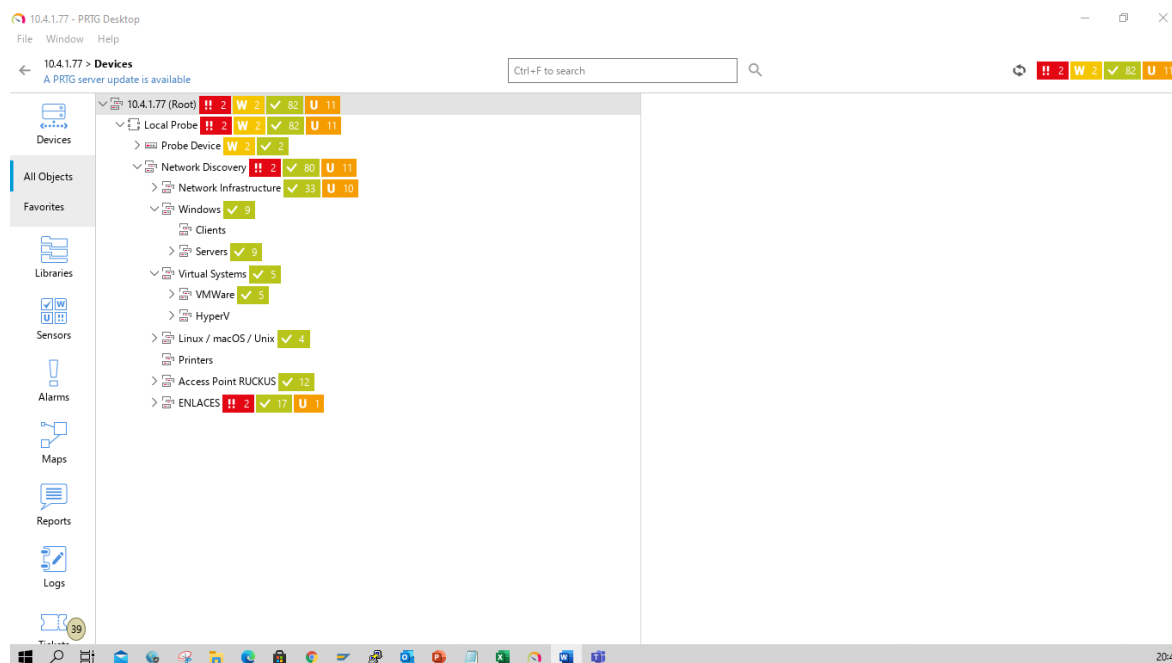 10.4.1.77 - PRTG Desktop
File Window Help
10.4.1.77 > Devices
A PRTG server update is available
Ctrl+F to search
!! 2 W 2 ✓ 82 U 11
Devices
All Objects
Favorites
Libraries
Sensors
Alarms
Maps
Reports
Logs
Tickets
39
10.4.1.77 (Root) !! 2 W 2 ✓ 82 U 11
Local Probe !! 2 W 2 ✓ 82 U 11
Probe Device W 2 ✓ 2
Network Discovery !! 2 ✓ 80 U 11
Network Infrastructure ✓ 33 U 10
Windows ✓ 9
Clients
Servers ✓ 9
Virtual Systems ✓ 5
VMWare ✓ 5
HyperV
Linux / macOS / Unix ✓ 4
Printers
Access Point RUCKUS ✓ 12
ENLACES !! 2 ✓ 17 U 1